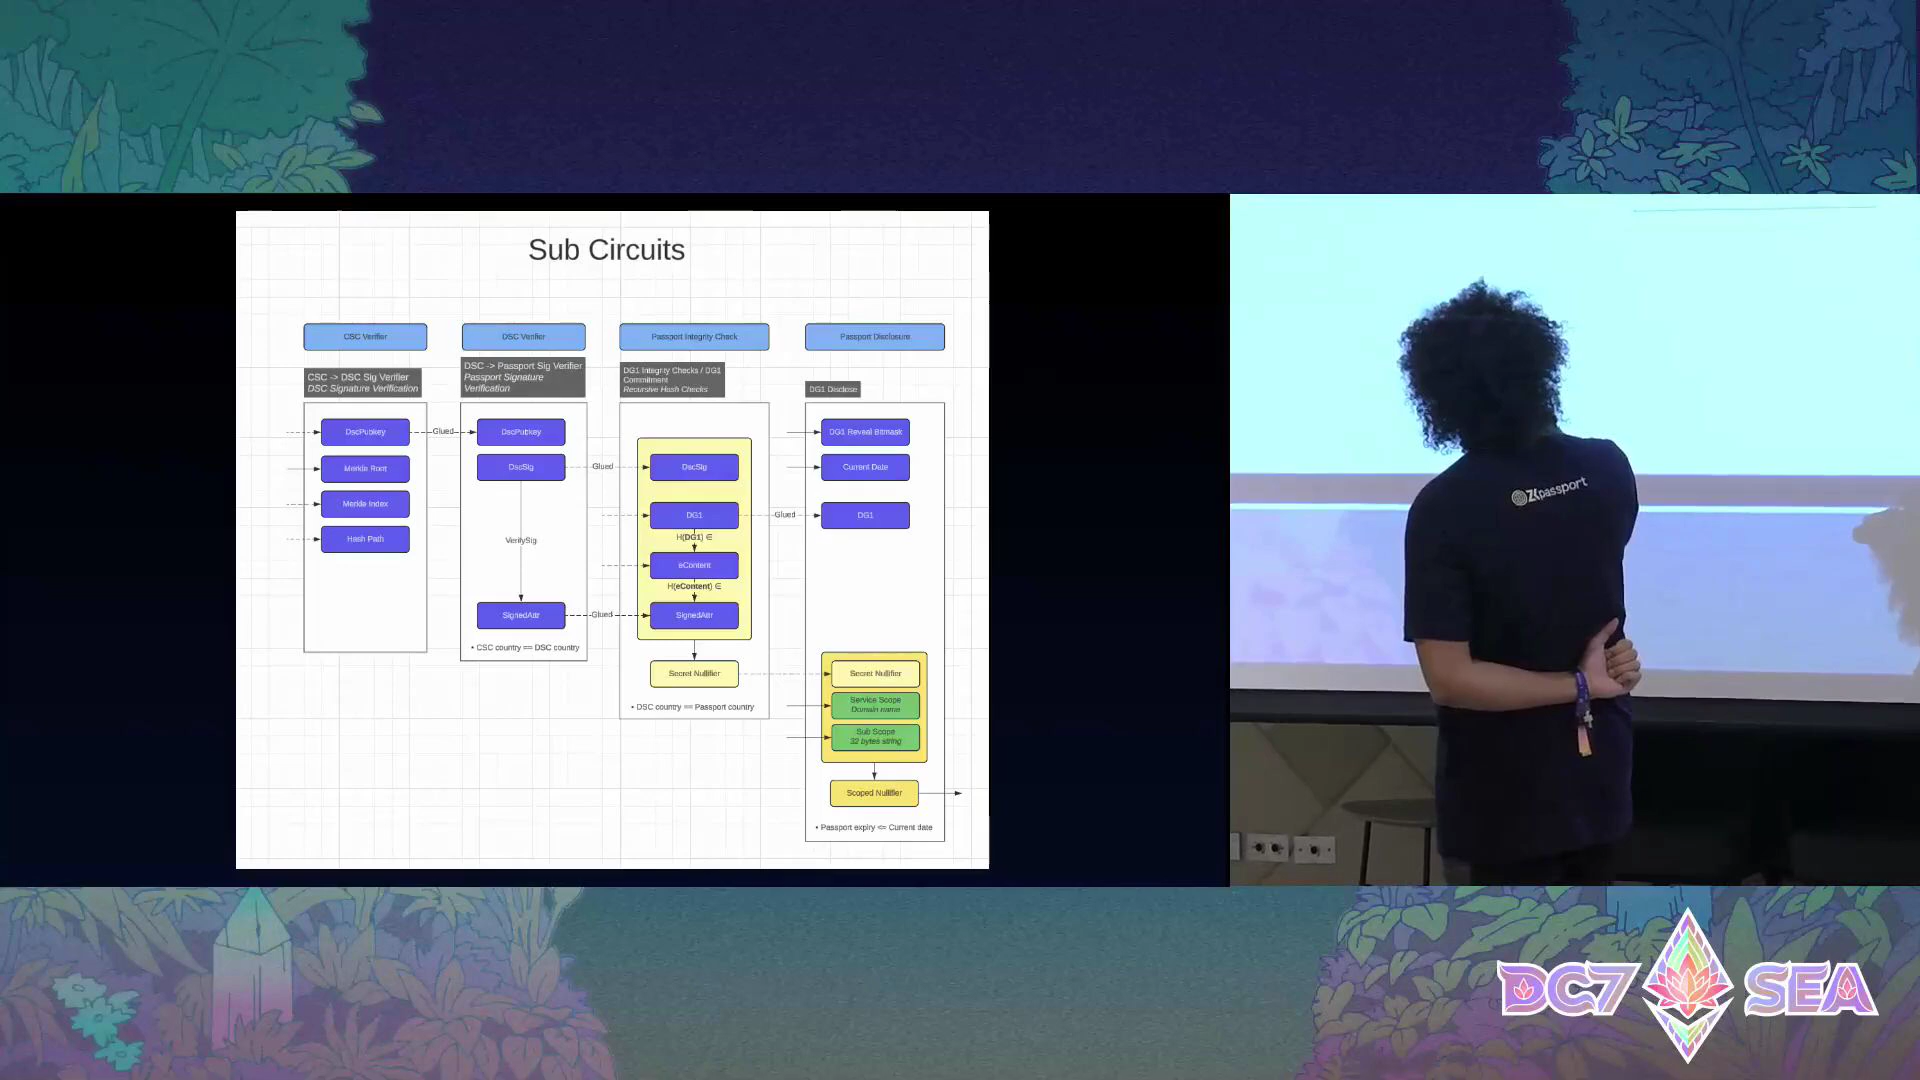 Sub Circuits
CSC Verifier
CSC -> DSC Sig Verifier
DSC Signature Verification
DscPubkey
Merkle Root
Merkle Index
Hash Path
Glued
DSC Verifier
DSC -> Passport Sig Verifier
Passport Signature
Verification
DscPubkey
DscSig
VerifySig
SignedAttr
• CSC country == DSC country
Glued
Glued
Passport Integrity Check
DG1 Integrity Checks / DG1
Commitment
Recursive Hash Checks
DscSig
DG1
H(DG1) ∈
eContent
H(eContent) ∈
SignedAttr
Secret Nullifier
• DSC country == Passport country
Glued
Passport Disclosure
DG1 Disclose
DG1 Reveal Bitmask
Current Date
DG1
Secret Nullifier
Service Scope
Domain name
Sub Scope
32 bytes string
Scoped Nullifier
• Passport expiry <= Current date
ZKpassport
DC7 SEA